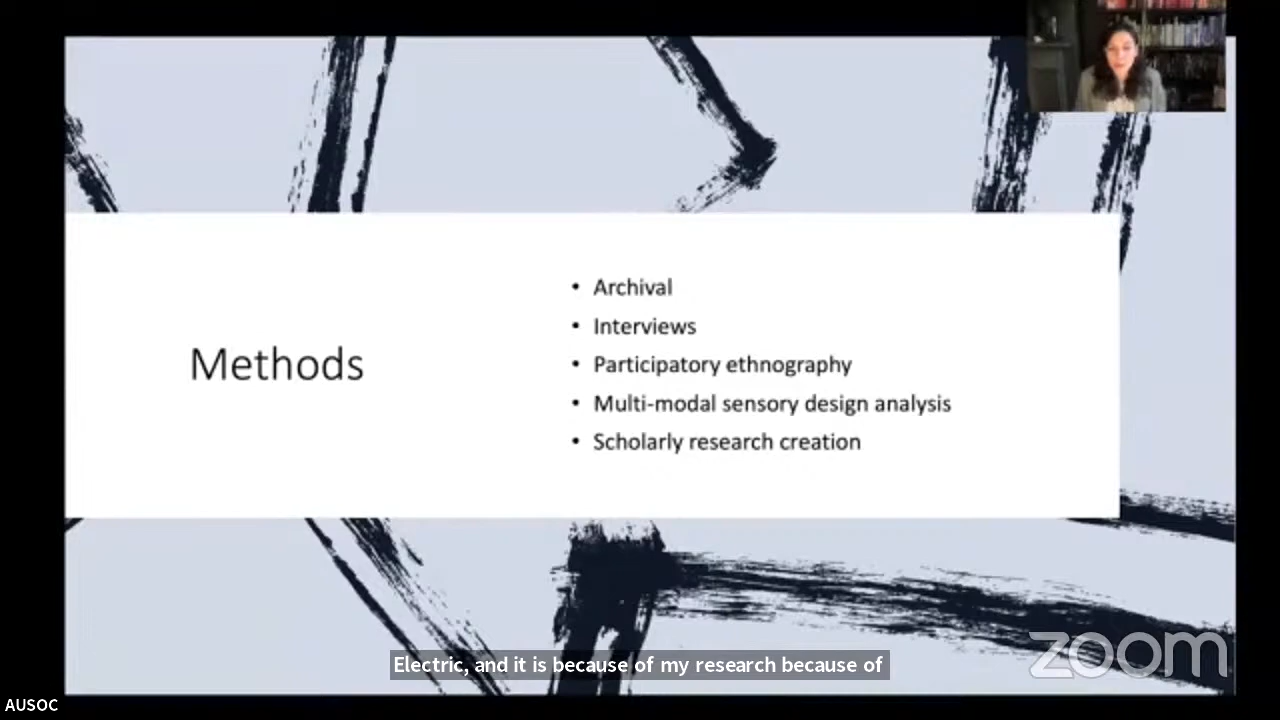 Methods
• Archival
• Interviews
• Participatory ethnography
• Multi-modal sensory design analysis
• Scholarly research creation
Electric, and it is because of my research because of
zoom
AUSOC